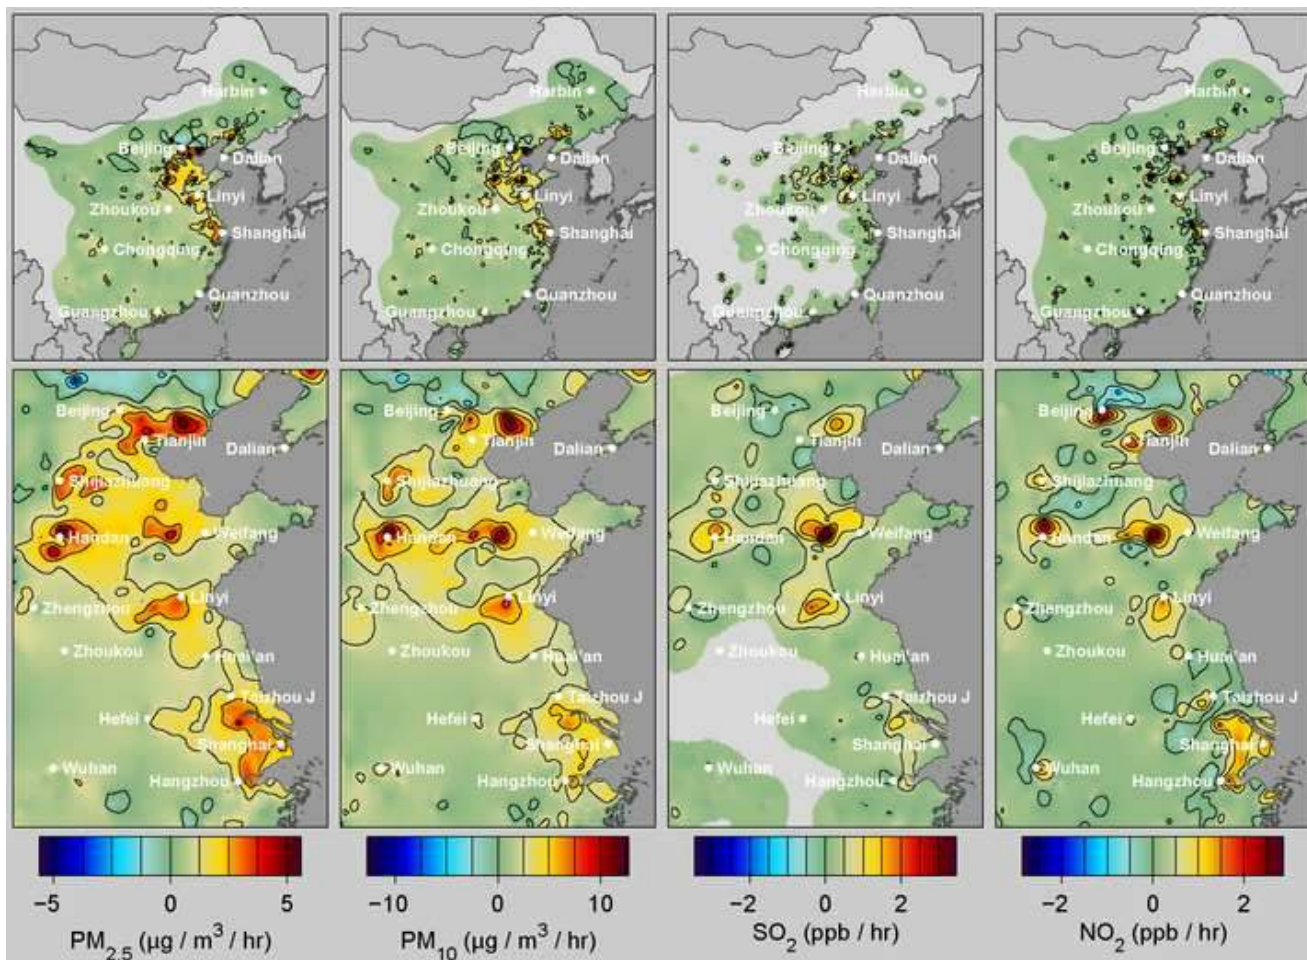 Harbin
Beijing
Dalian
Linyi
Zhoukou
Shanghai
Chongqing
Quanzhou
Guangzhou
Harbin
Beijing
Dalian
Linyi
Zhoukou
Shanghai
Chongqing
Quanzhou
Guangzhou
Harbin
Beijing
Dalian
Linyi
Zhoukou
Shanghai
Chongqing
Quanzhou
Guangzhou
Harbin
Beijing
Dalian
Linyi
Zhoukou
Shanghai
Chongqing
Quanzhou
Guangzhou
Beijing
Tianjin
Dalian
Shijiazhuang
Handan
Weifang
Linyi
Zhengzhou
Zhoukou
Huai'an
Taizhou J
Hefei
Shanghai
Wuhan
Hangzhou
Beijing
Tianjin
Dalian
Shijiazhuang
Handan
Weifang
Linyi
Zhengzhou
Zhoukou
Huai'an
Taizhou J
Hefei
Shanghai
Wuhan
Hangzhou
Beijing
Tianjin
Dalian
Shijiazhuang
Handan
Weifang
Linyi
Zhengzhou
Zhoukou
Huai'an
Taizhou J
Hefei
Shanghai
Wuhan
Hangzhou
Beijing
Tianjin
Dalian
Shijiazhuang
Handan
Weifang
Linyi
Zhengzhou
Zhoukou
Huai'an
Taizhou J
Hefei
Shanghai
Wuhan
Hangzhou
−5 0 5
PM₂.₅ (µg / m³ / hr)
−10 0 10
PM₁₀ (µg / m³ / hr)
−2 0 2
SO₂ (ppb / hr)
−2 0 2
NO₂ (ppb / hr)